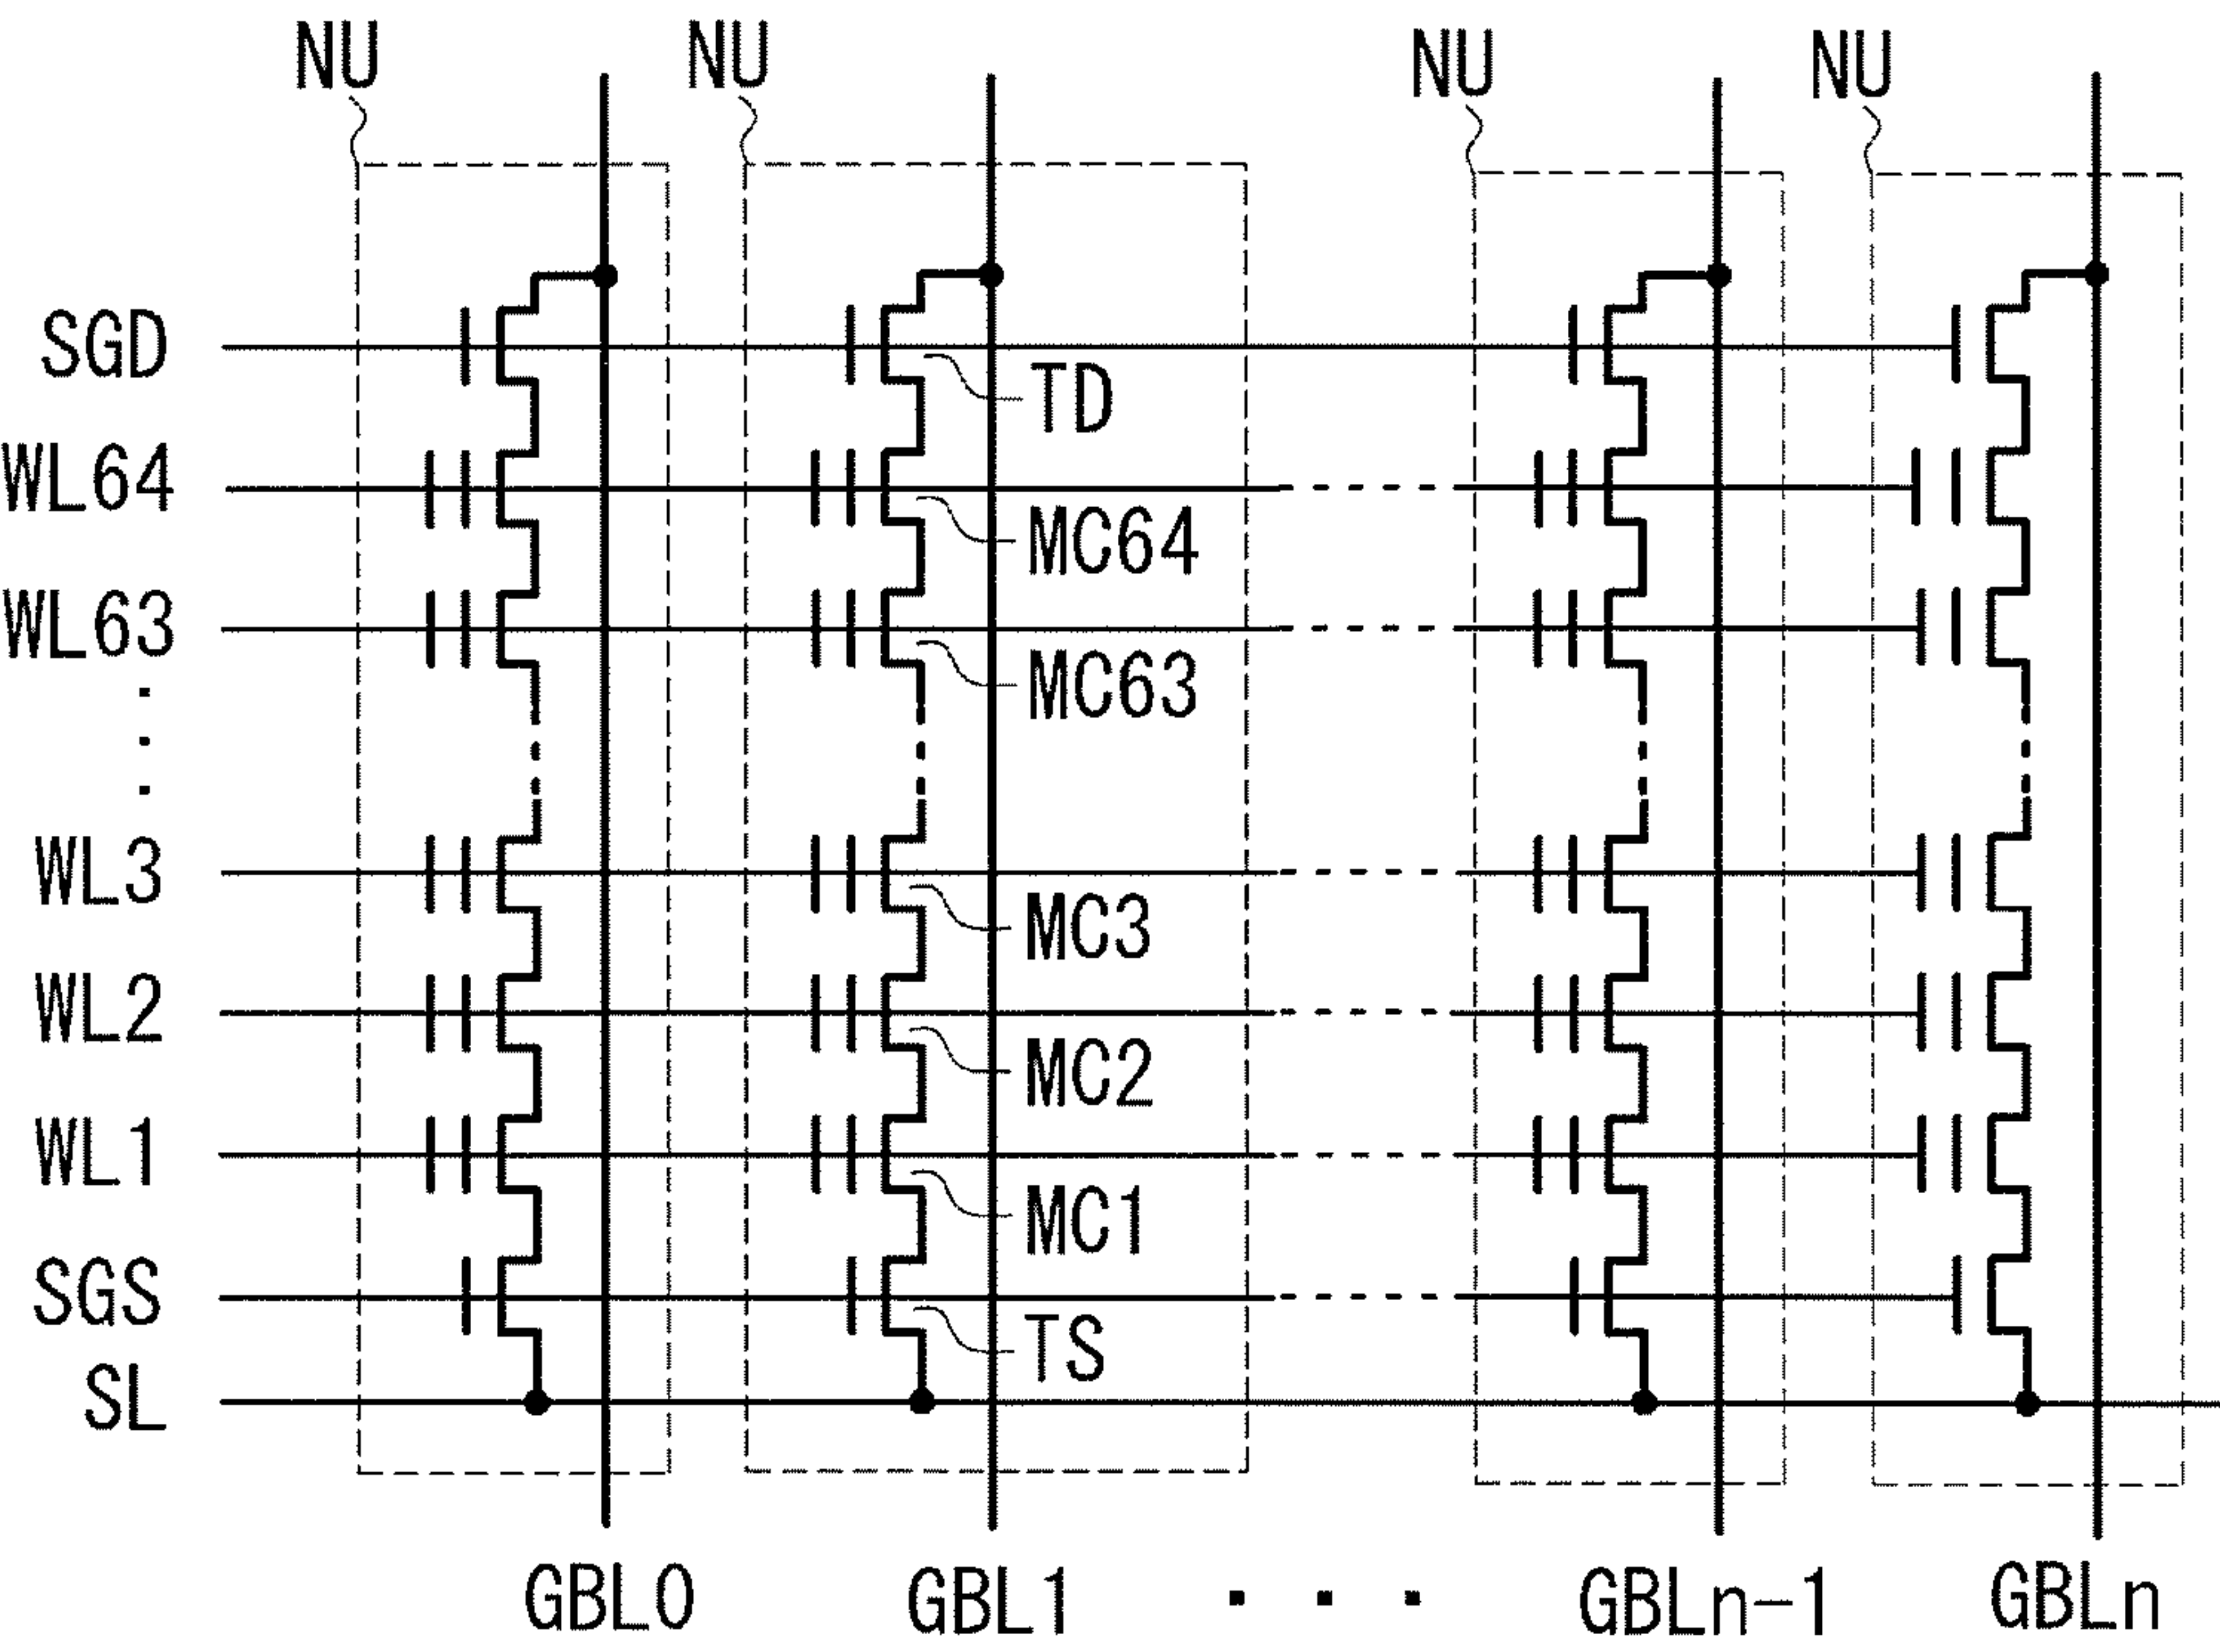 NU NU NU NU
SGD
TD
WL64
MC64
WL63
MC63
WL3
MC3
WL2
MC2
WL1
MC1
SGS
TS
SL
GBL0 GBL1 ... GBLn-1 GBLn